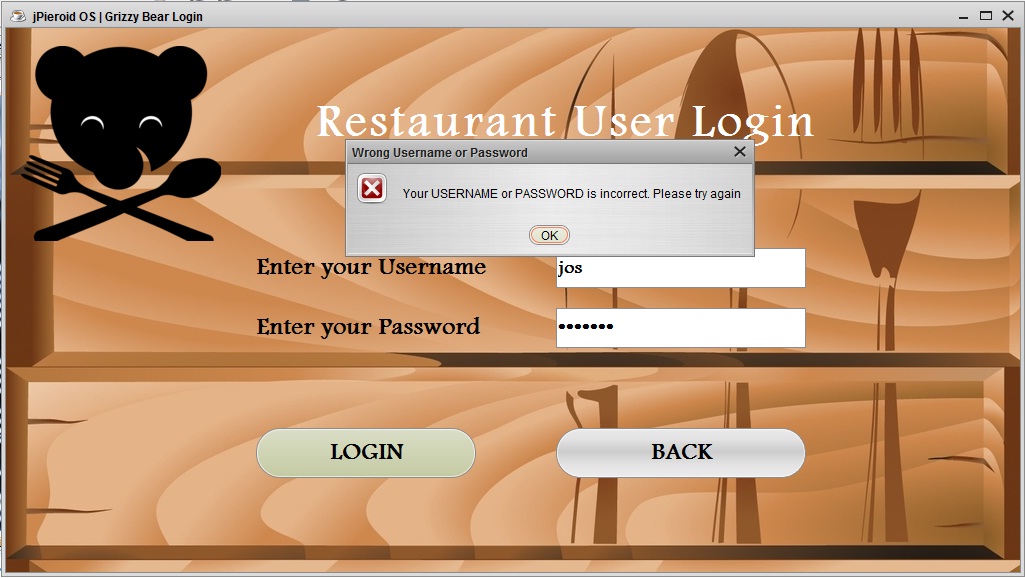 jPieroid OS | Grizzy Bear Login
Restaurant User Login
Wrong Username or Password
Your USERNAME or PASSWORD is incorrect. Please try again
OK
Enter your Username jos
Enter your Password •••••••
LOGIN BACK